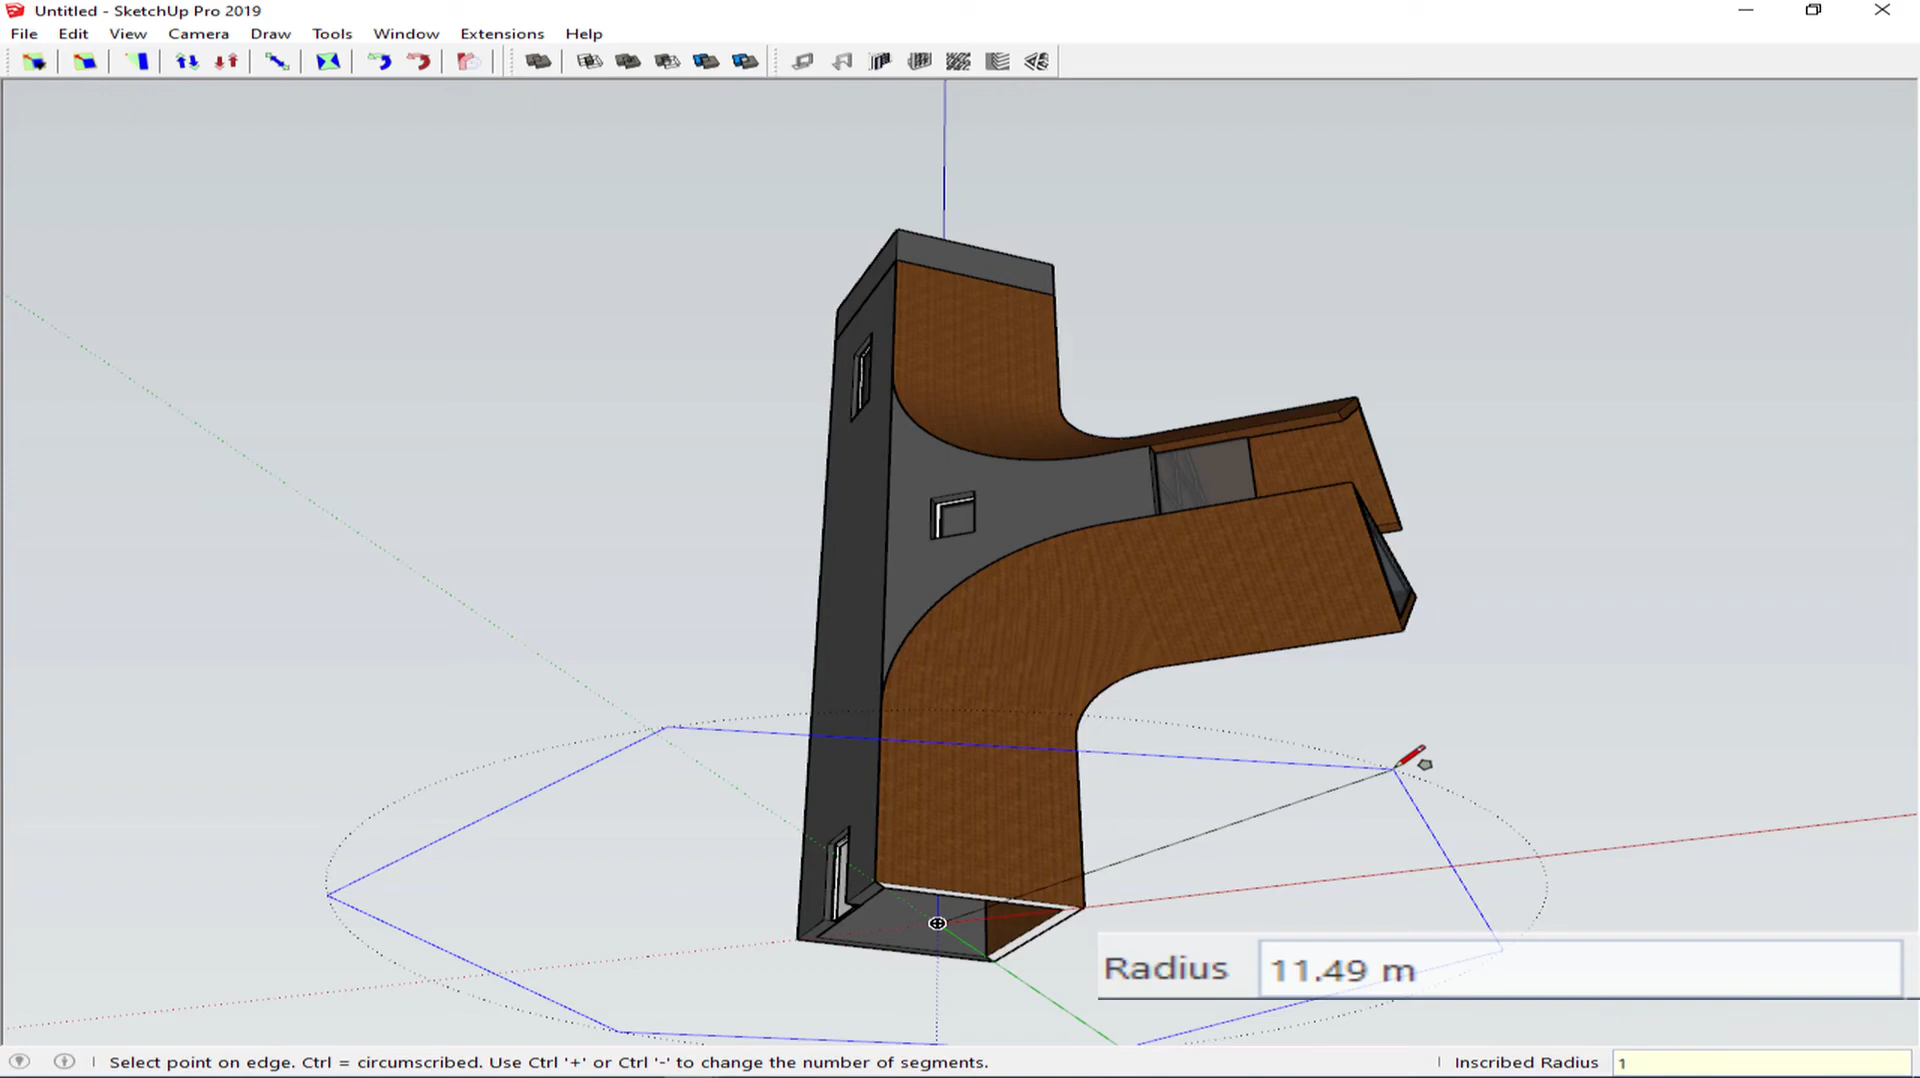 Untitled - SketchUp Pro 2019
File Edit View Camera Draw Tools Window Extensions Help
Radius 11.49 m
Select point on edge. Ctrl = circumscribed. Use Ctrl '+' or Ctrl '-' to change the number of segments. Inscribed Radius 1